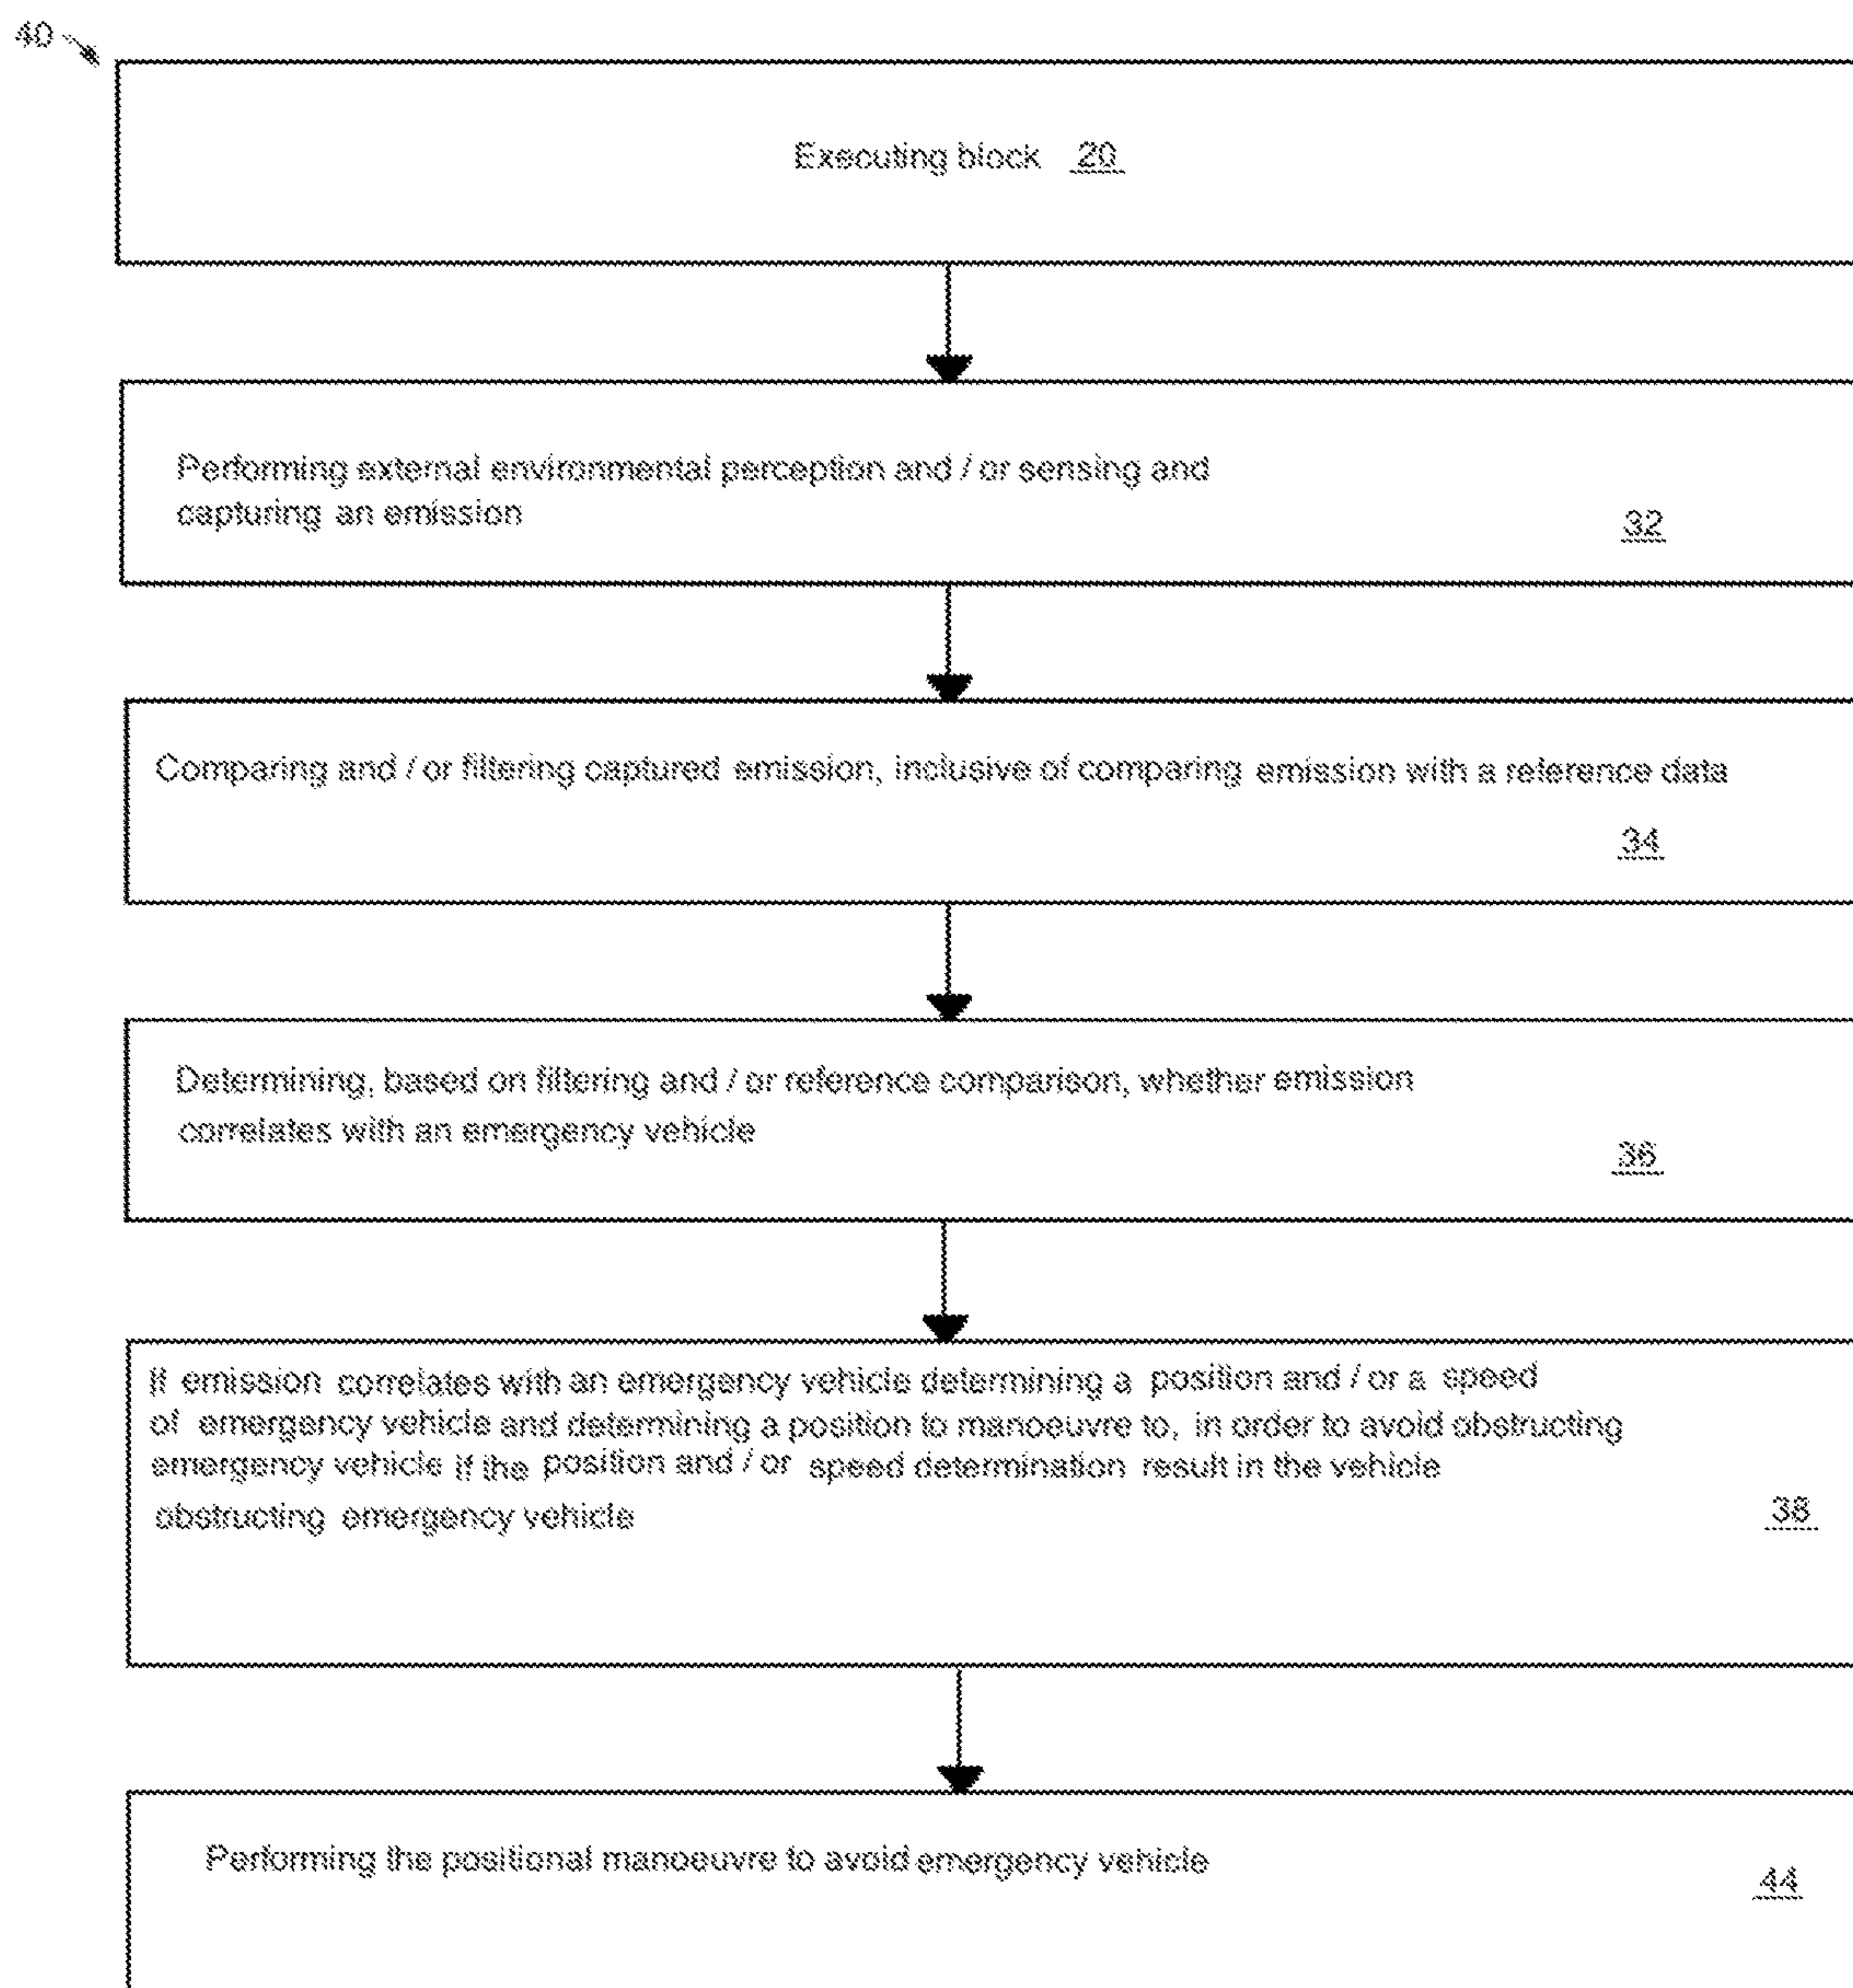 40
Executing block 20
Performing external environmental perception and / or sensing and
capturing an emission
32
Comparing and / or filtering captured emission, inclusive of comparing emission with a reference data
34
Determining, based on filtering and / or reference comparison, whether emission
correlates with an emergency vehicle
36
If emission correlates with an emergency vehicle determining a position and / or a speed
of emergency vehicle and determining a position to manoeuvre to, in order to avoid obstructing
emergency vehicle if the position and / or speed determination result in the vehicle
obstructing emergency vehicle
38
Performing the positional manoeuvre to avoid emergency vehicle
44